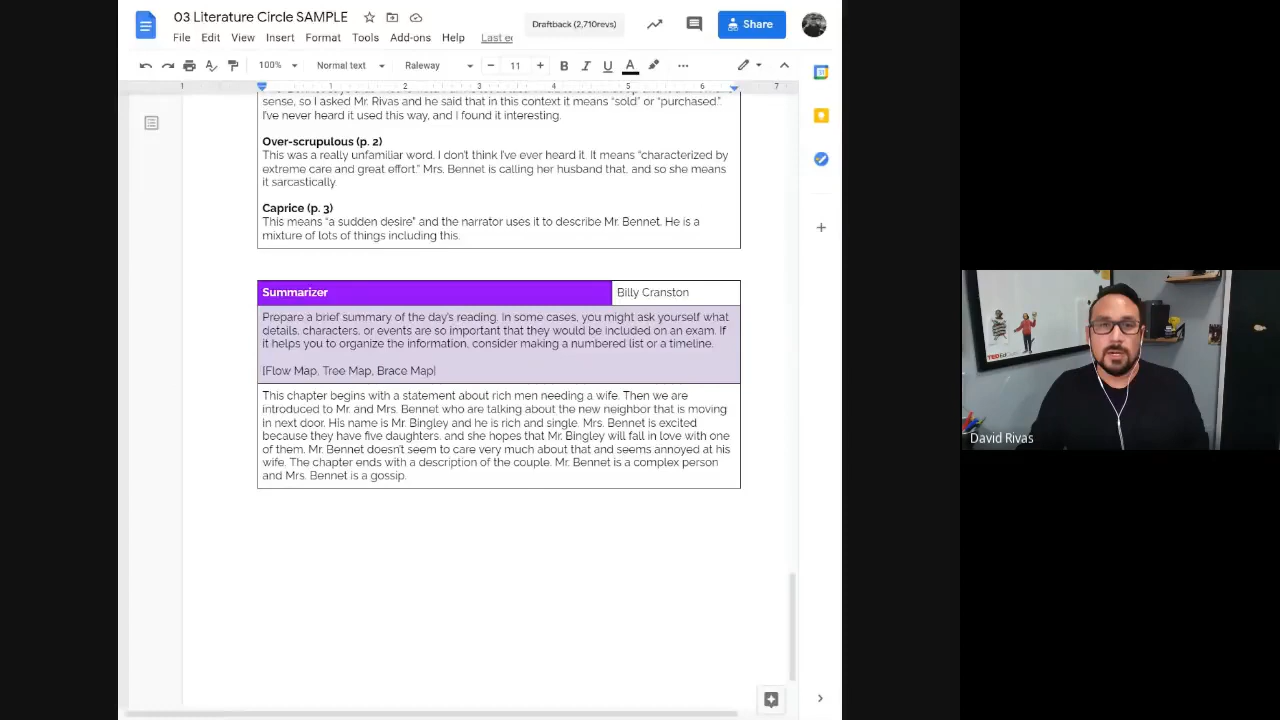 03 Literature Circle SAMPLE
File Edit View Insert Format Tools Add-ons Help Last ec
Draftback (2,710revs)
Share
100% Normal text Raleway 11 B I U A
1 1 2 3 4 5 6 7
sense, so I asked Mr. Rivas and he said that in this context it means “sold” or “purchased”.
I’ve never heard it used this way, and I found it interesting.
Over-scrupulous (p. 2)
This was a really unfamiliar word. I don’t think I’ve ever heard it. It means “characterized by
extreme care and great effort.” Mrs. Bennet is calling her husband that, and so she means
it sarcastically.
Caprice (p. 3)
This means “a sudden desire” and the narrator uses it to describe Mr. Bennet. He is a
mixture of lots of things including this.
Summarizer Billy Cranston
Prepare a brief summary of the day’s reading. In some cases, you might ask yourself what
details, characters, or events are so important that they would be included on an exam. If
it helps you to organize the information, consider making a numbered list or a timeline.
[Flow Map, Tree Map, Brace Map]
This chapter begins with a statement about rich men needing a wife. Then we are
introduced to Mr. and Mrs. Bennet who are talking about the new neighbor that is moving
in next door. His name is Mr. Bingley and he is rich and single. Mrs. Bennet is excited
because they have five daughters, and she hopes that Mr. Bingley will fall in love with one
of them. Mr. Bennet doesn’t seem to care very much about that and seems annoyed at his
wife. The chapter ends with a description of the couple. Mr. Bennet is a complex person
and Mrs. Bennet is a gossip.
TEDEd
David Rivas